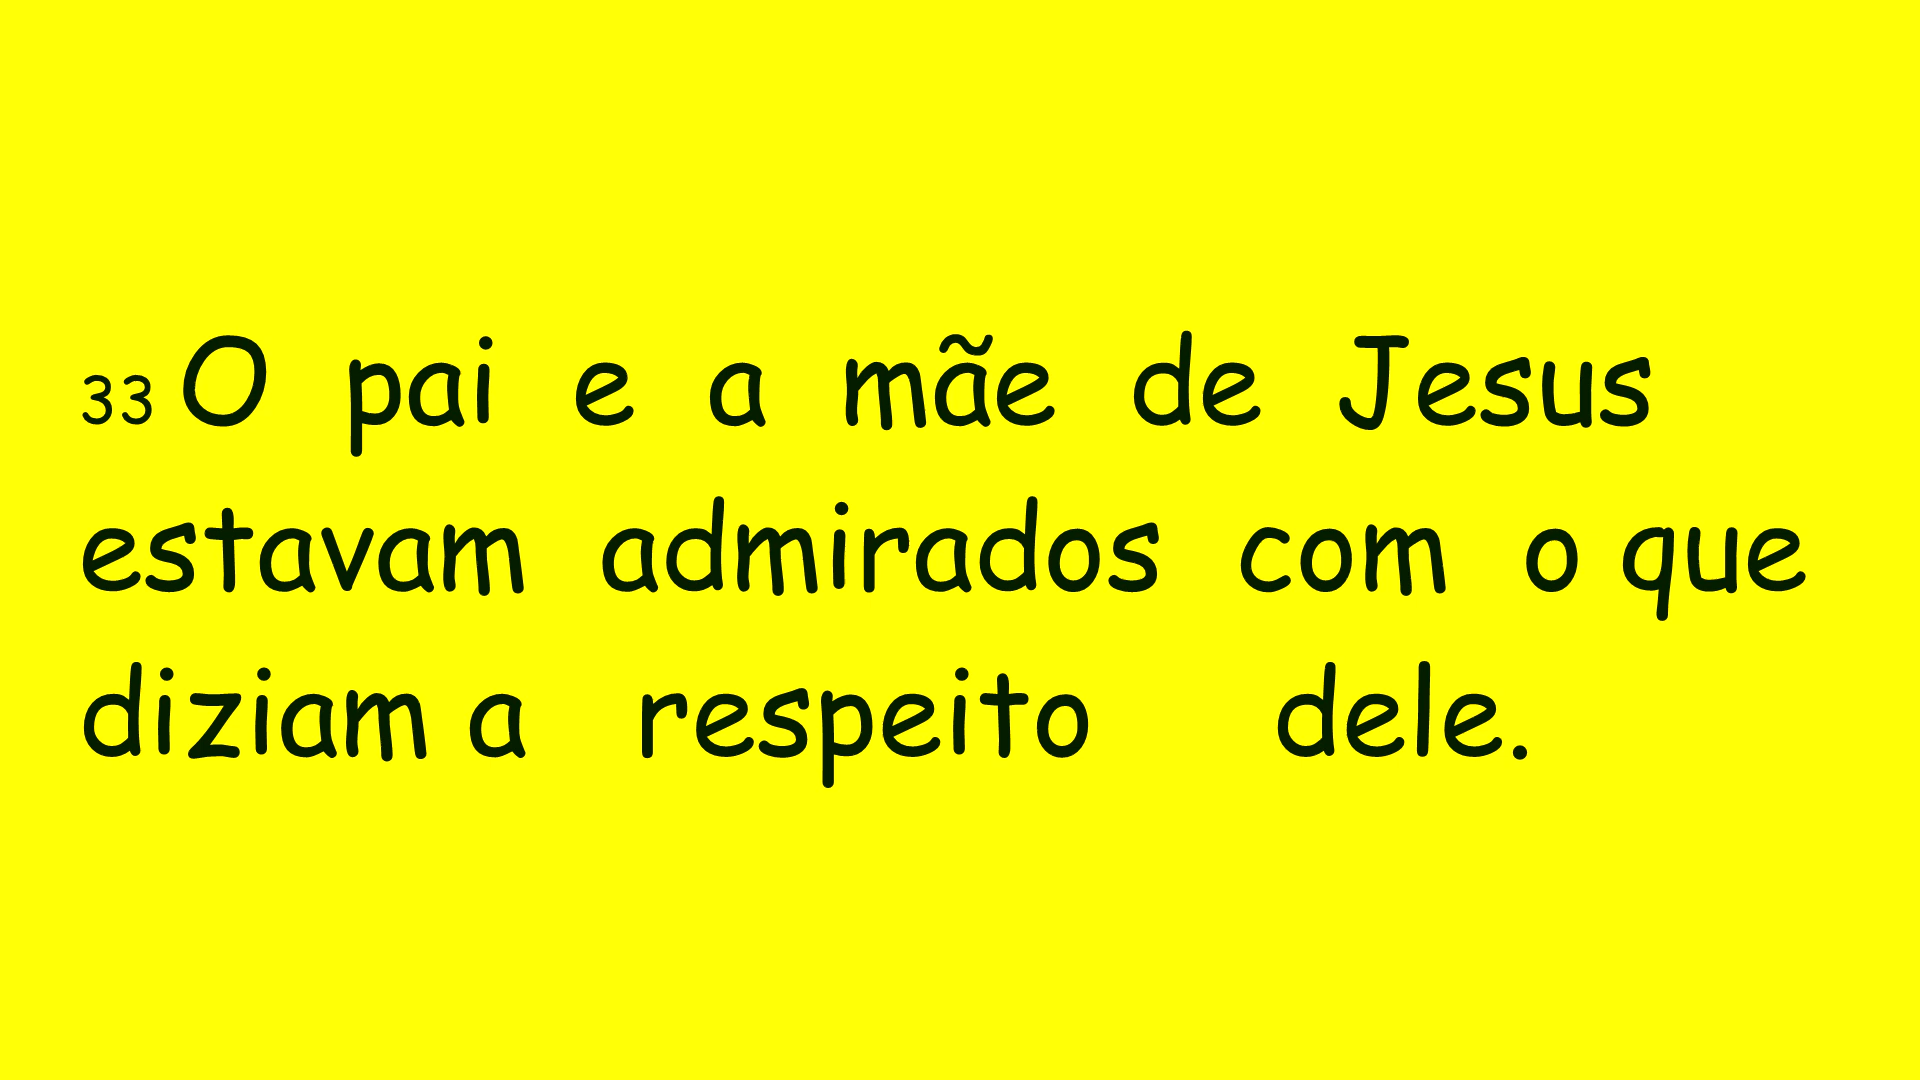 33 O pai e a mãe de Jesus
estavam admirados com o que
diziam a respeito dele.